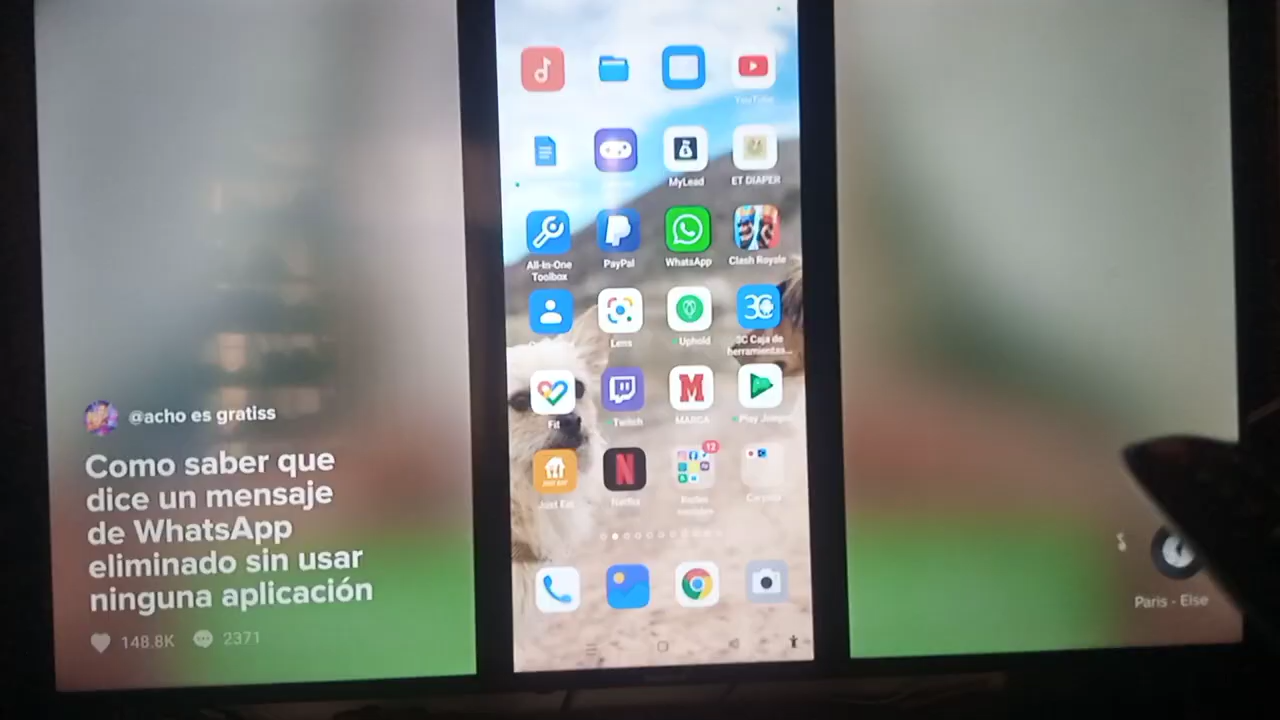 @acho es gratiss
Como saber que
dice un mensaje
de WhatsApp
eliminado sin usar
ninguna aplicación
148.8K 2371
YouTube
MyLead ET DIAPER
All-In-One
Toolbox
PayPal WhatsApp Clash Royale
Lens Uphold 3C Caja de
herramientas...
Fit Twitch MARCA Play Juegos
Just Eat Netflix Redes
12
Paris - Else